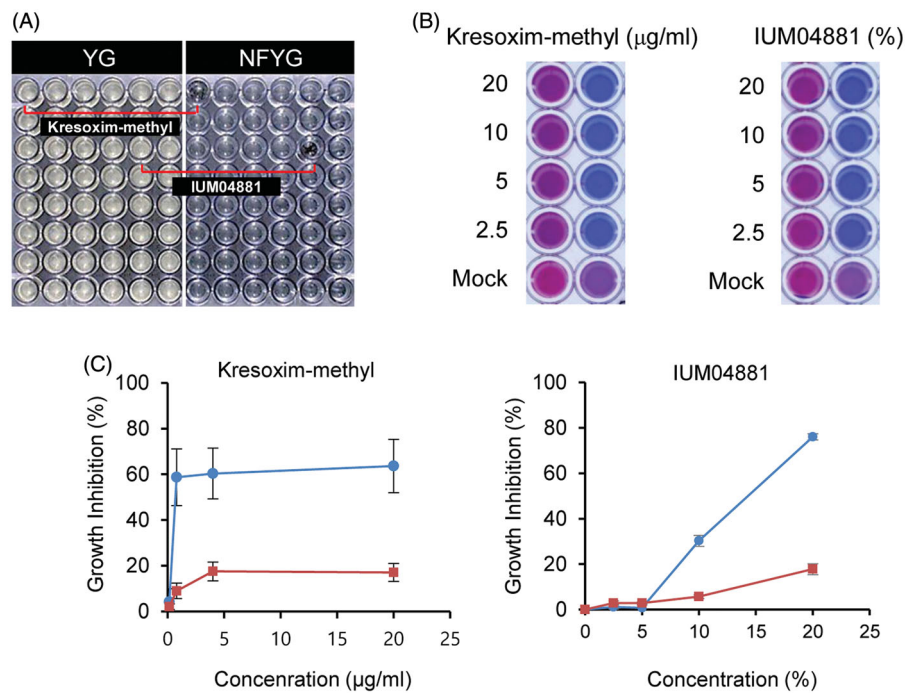 (A)
YG NFYG
Kresoxim-methyl
IUM04881
(B)
Kresoxim-methyl (μg/ml) IUM04881 (%)
20 20
10 10
5 5
2.5 2.5
Mock Mock
(C)
Kresoxim-methyl
Growth Inhibition (%)
100
80
60
40
20
0
0 5 10 15 20 25
Concenration (μg/ml)
IUM04881
Growth Inhibition (%)
100
80
60
40
20
0
0 5 10 15 20 25
Concentration (%)